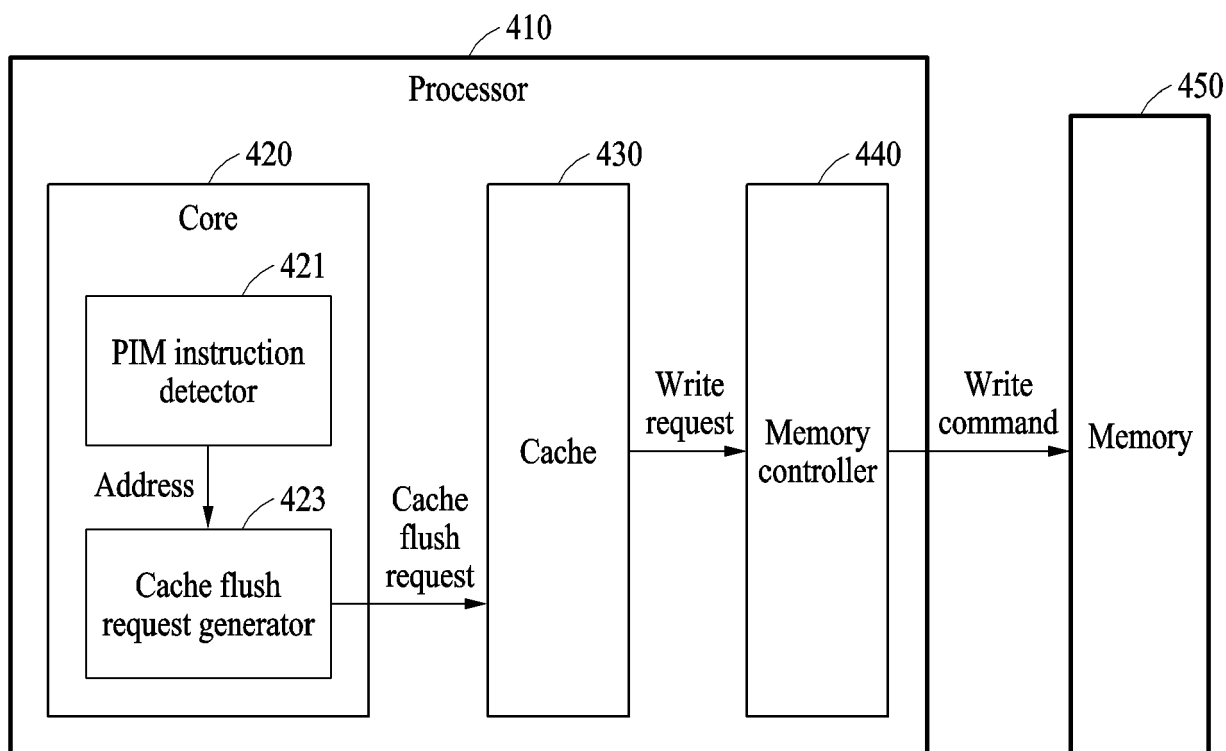 410
Processor
450
420
430
440
Core
421
PIM instruction
detector
Address
423
Cache flush
request generator
Cache
flush
request
Cache
Write
request
Memory
controller
Write
command
Memory